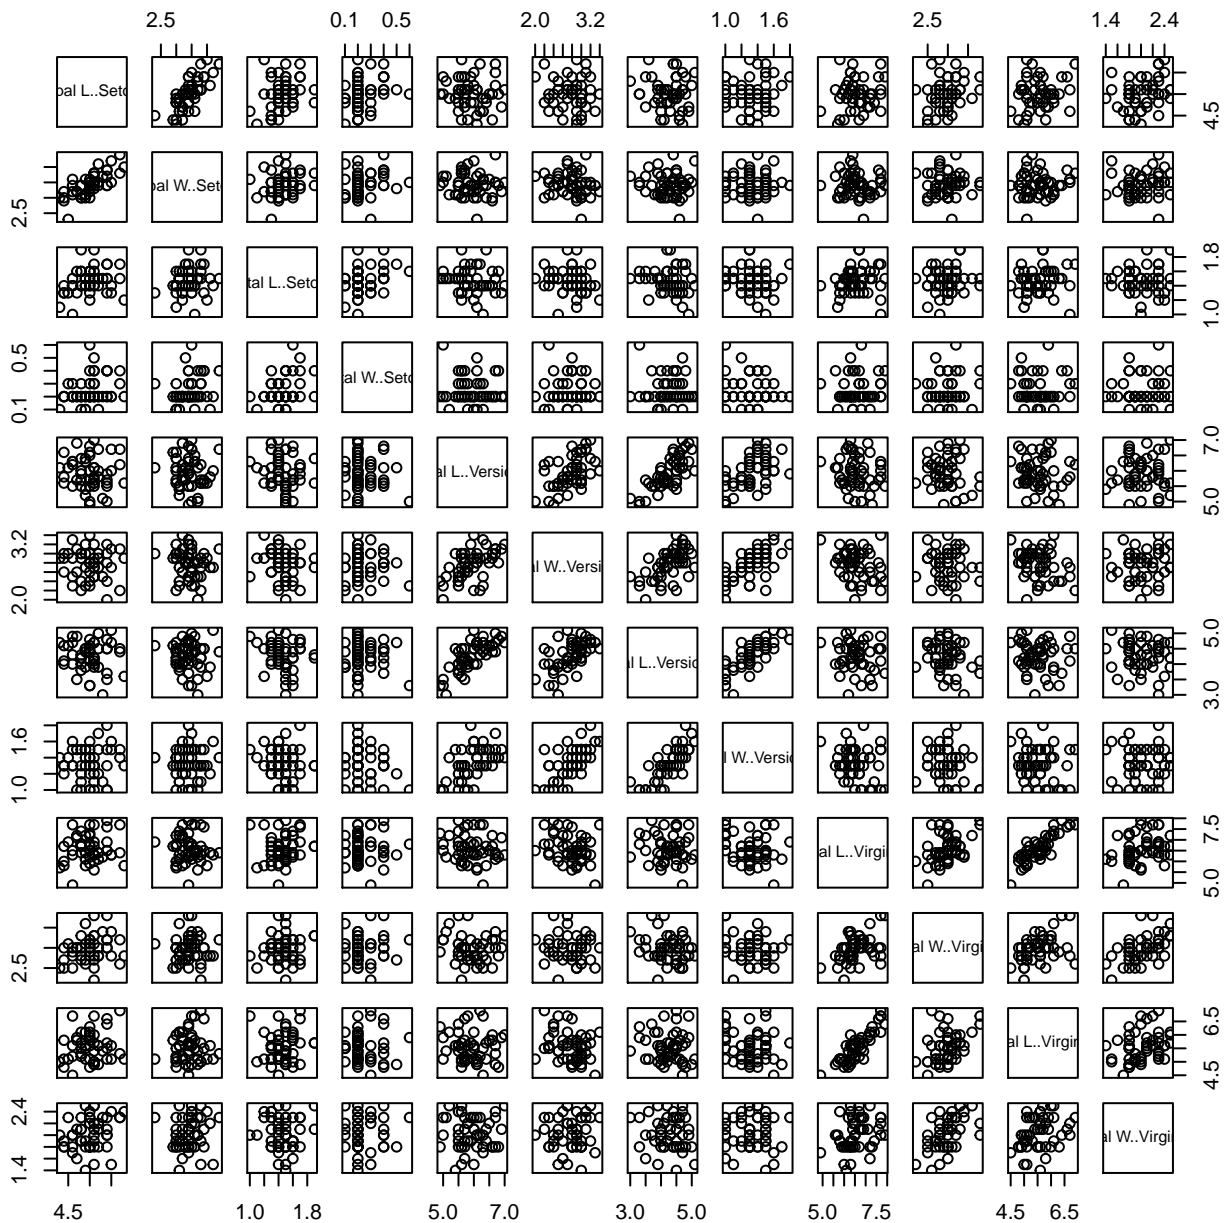 2.5 0.1 0.5 2.0 3.2 1.0 1.6 2.5 1.4 2.4
pal L..Seto 4.5
2.5 pal W..Seto
tal L..Seto 1.0 1.8
0.1 0.5 tal W..Seto
al L..Versic 5.0 7.0
2.0 3.2 al W..Versi
al L..Versic 3.0 5.0
1.0 1.6 l W..Versic
al L..Virgin 5.0 7.5
2.5 al W..Virgi
al L..Virgin 4.5 6.5
1.4 2.4 al W..Virgin
4.5 1.0 1.8 5.0 7.0 3.0 5.0 5.0 7.5 4.5 6.5